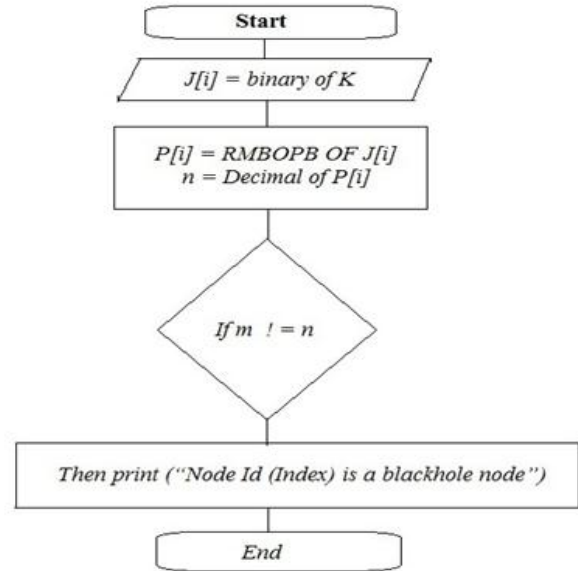 Start
J[i] = binary of K
P[i] = RMBOPB OF J[i]
n = Decimal of P[i]
If m ! = n
Then print (“Node Id (Index) is a blackhole node”)
End